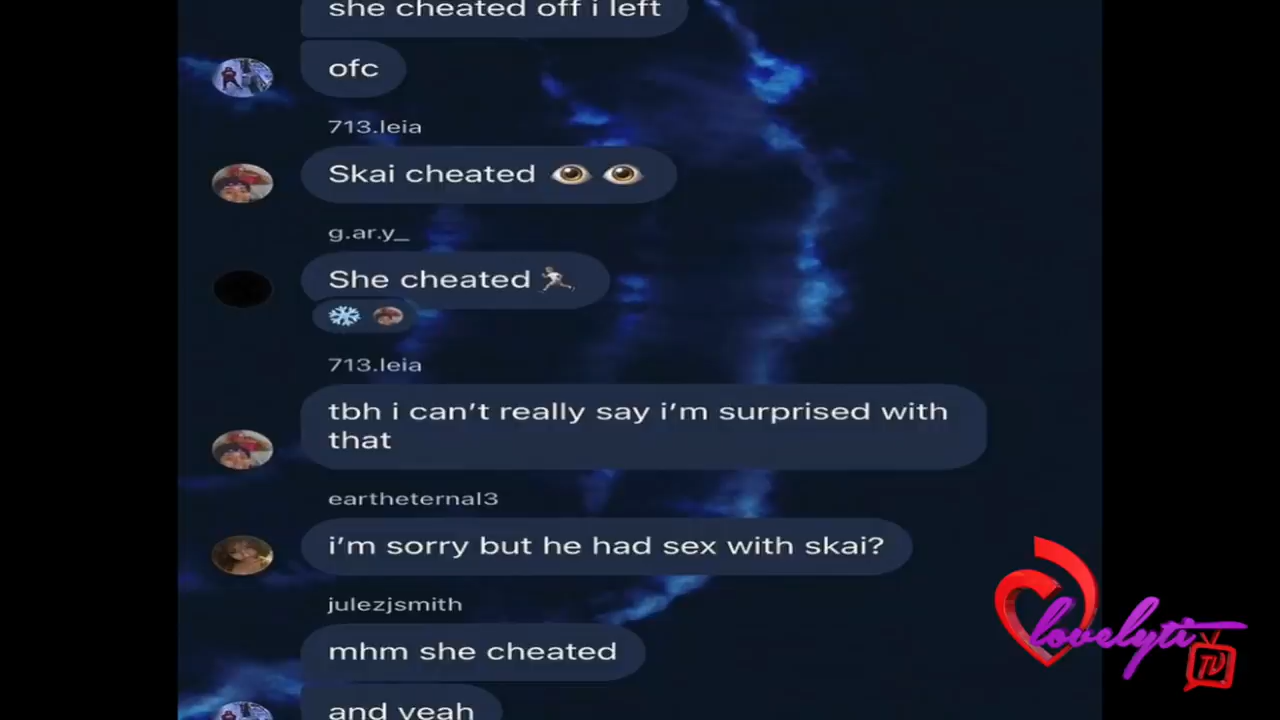 she cheated off i left
ofc
713.leia
Skai cheated 👁️ 👁️
g.ar.y_
She cheated 🏃
❄️
713.leia
tbh i can't really say i'm surprised with
that
eartheternal3
i'm sorry but he had sex with skai?
julezjsmith
mhm she cheated
and yeah
lovelyti
TV